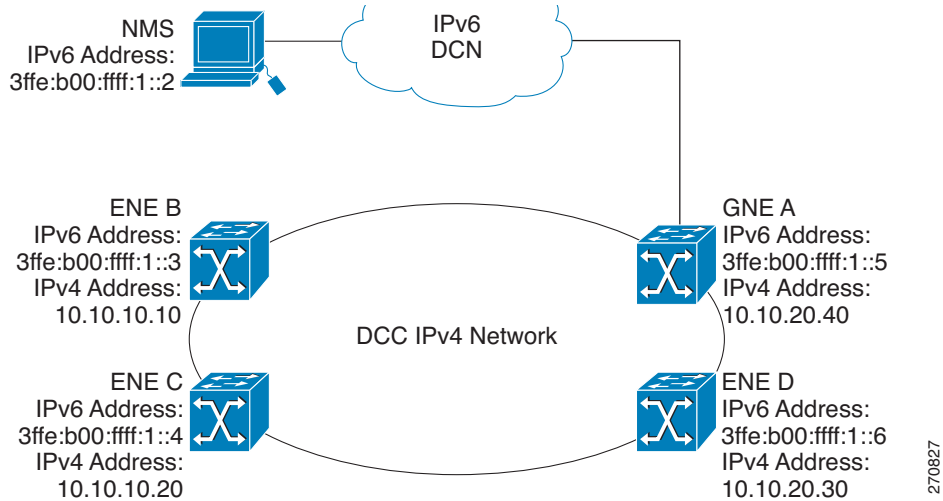 NMS
IPv6 Address:
3ffe:b00:ffff:1::2
IPv6
DCN
ENE B
IPv6 Address:
3ffe:b00:ffff:1::3
IPv4 Address:
10.10.10.10
GNE A
IPv6 Address:
3ffe:b00:ffff:1::5
IPv4 Address:
10.10.20.40
DCC IPv4 Network
ENE C
IPv6 Address:
3ffe:b00:ffff:1::4
IPv4 Address:
10.10.10.20
ENE D
IPv6 Address:
3ffe:b00:ffff:1::6
IPv4 Address:
10.10.20.30
270827